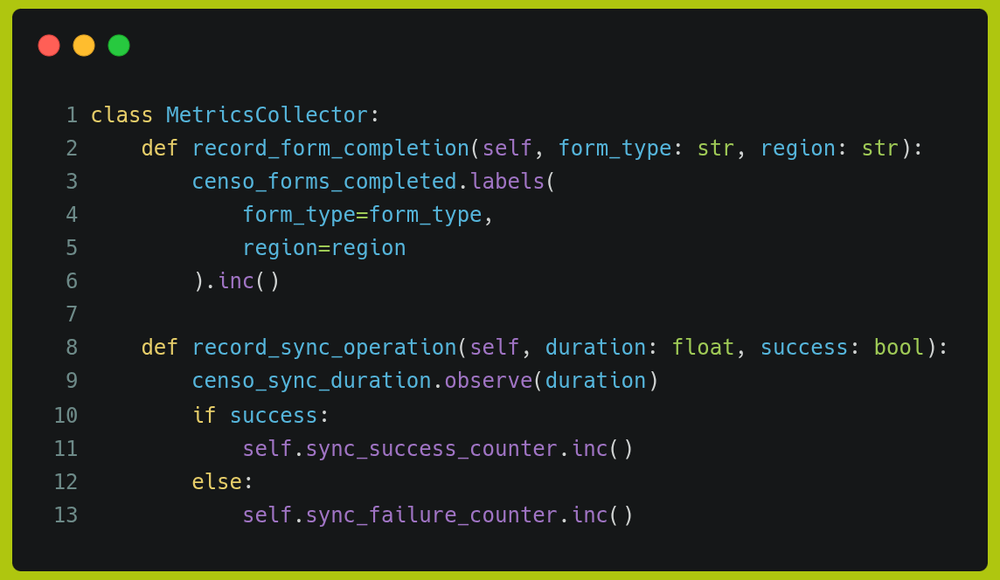 1 class MetricsCollector:
2     def record_form_completion(self, form_type: str, region: str):
3         censo_forms_completed.labels(
4             form_type=form_type,
5             region=region
6         ).inc()
7
8     def record_sync_operation(self, duration: float, success: bool):
9         censo_sync_duration.observe(duration)
10         if success:
11             self.sync_success_counter.inc()
12         else:
13             self.sync_failure_counter.inc()